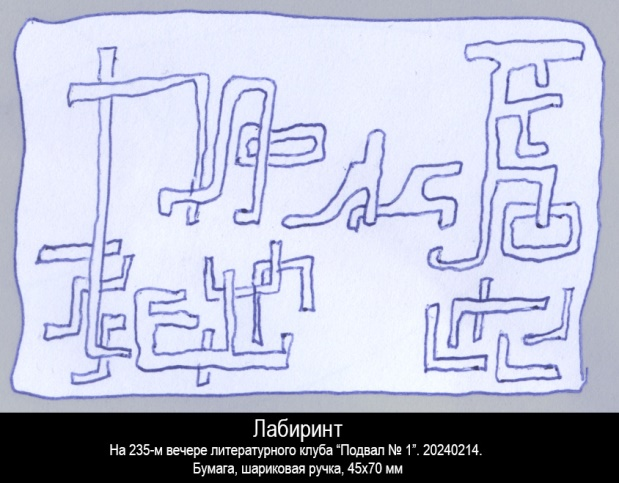 Лабиринт
На 235-м вечере литературного клуба “Подвал № 1”. 20240214.
Бумага, шариковая ручка, 45x70 мм